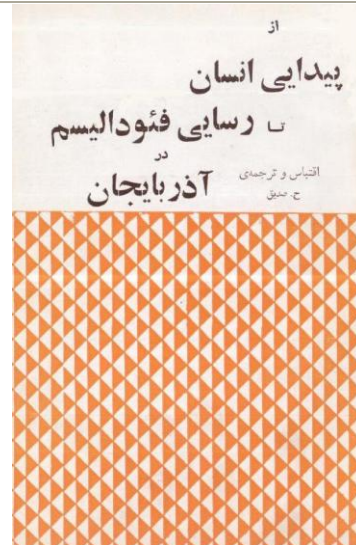 از
پیدایی انسان
تا رسایی فئودالیسم
در
آذربایجان
اقتباس و ترجمه‌ی
ح. صدیق